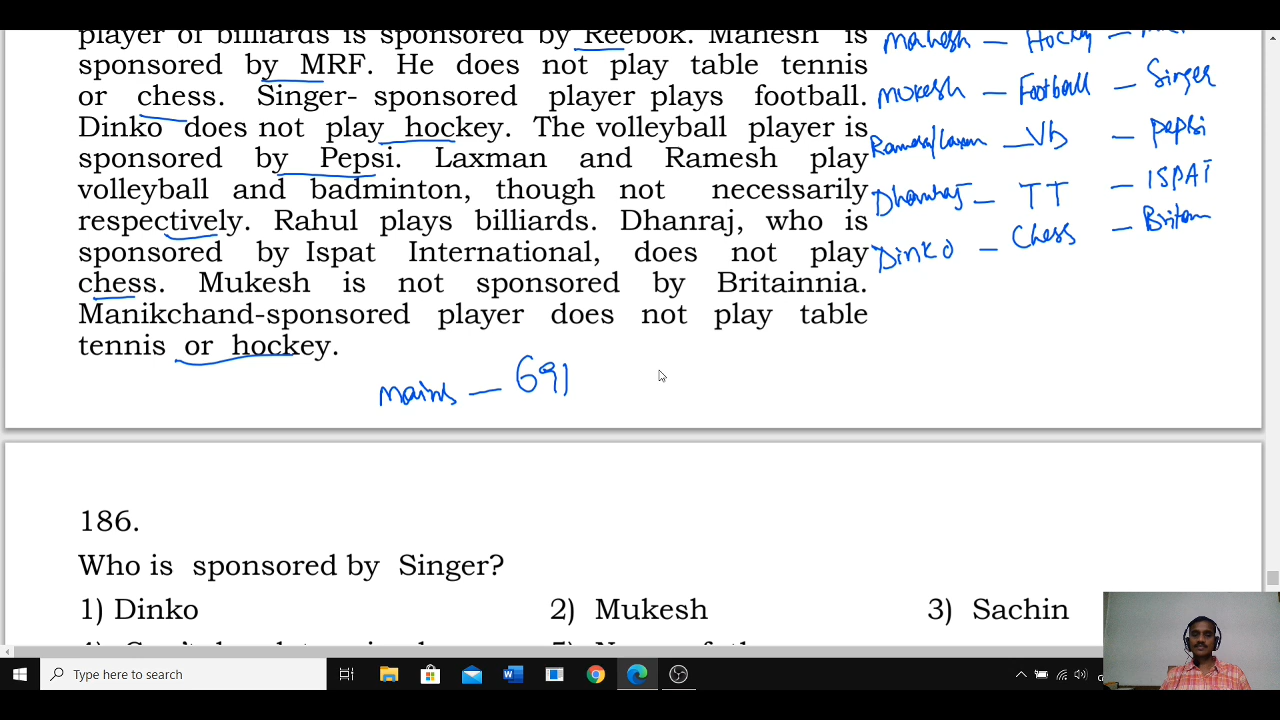 player of billiards is sponsored by Reebok. Mahesh is
sponsored by MRF. He does not play table tennis
or chess. Singer- sponsored player plays football.
Dinko does not play hockey. The volleyball player is
sponsored by Pepsi. Laxman and Ramesh play
volleyball and badminton, though not necessarily
respectively. Rahul plays billiards. Dhanraj, who is
sponsored by Ispat International, does not play
chess. Mukesh is not sponsored by Britainnia.
Manikchand-sponsored player does not play table
tennis or hockey.
Mahesh — Hockey —
Mukesh — Football — Singer
— Vb — Pepsi
Dhanraj — TT — ISPAT
Dinko — Chess — Britan
mains — 691
186.
Who is sponsored by Singer?
1) Dinko 2) Mukesh 3) Sachin
Type here to search